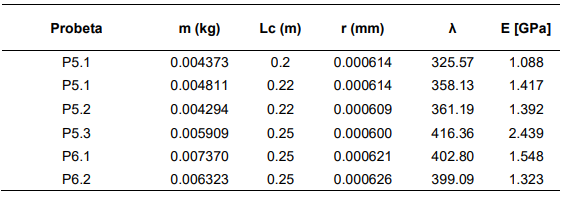 Probeta m (kg) Lc (m) r (mm) λ E [GPa]
P5.1 0.004373 0.2 0.000614 325.57 1.088
P5.1 0.004811 0.22 0.000614 358.13 1.417
P5.2 0.004294 0.22 0.000609 361.19 1.392
P5.3 0.005909 0.25 0.000600 416.36 2.439
P6.1 0.007370 0.25 0.000621 402.80 1.548
P6.2 0.006323 0.25 0.000626 399.09 1.323